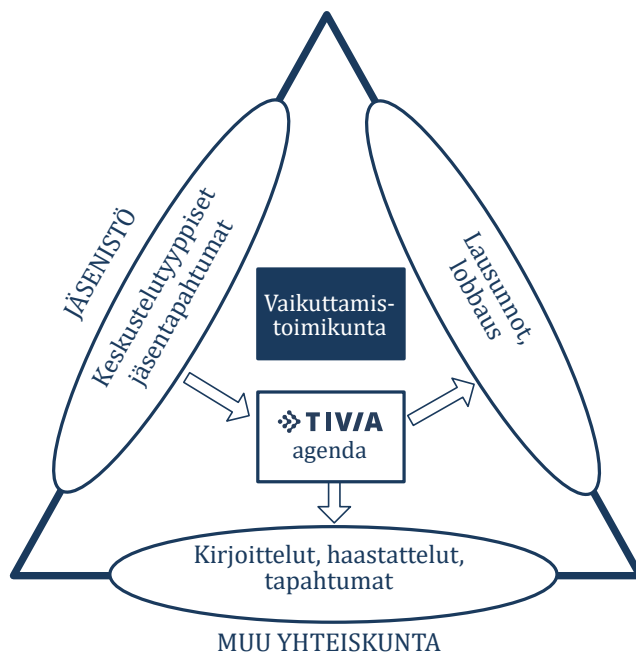 JÄSENISTÖ
Keskustelutyyppiset
jäsentapahtumat
Vaikuttamis-
toimikunta
Lausunnot,
lobbaus
TIVIA
agenda
Kirjoittelut, haastattelut,
tapahtumat
MUU YHTEISKUNTA